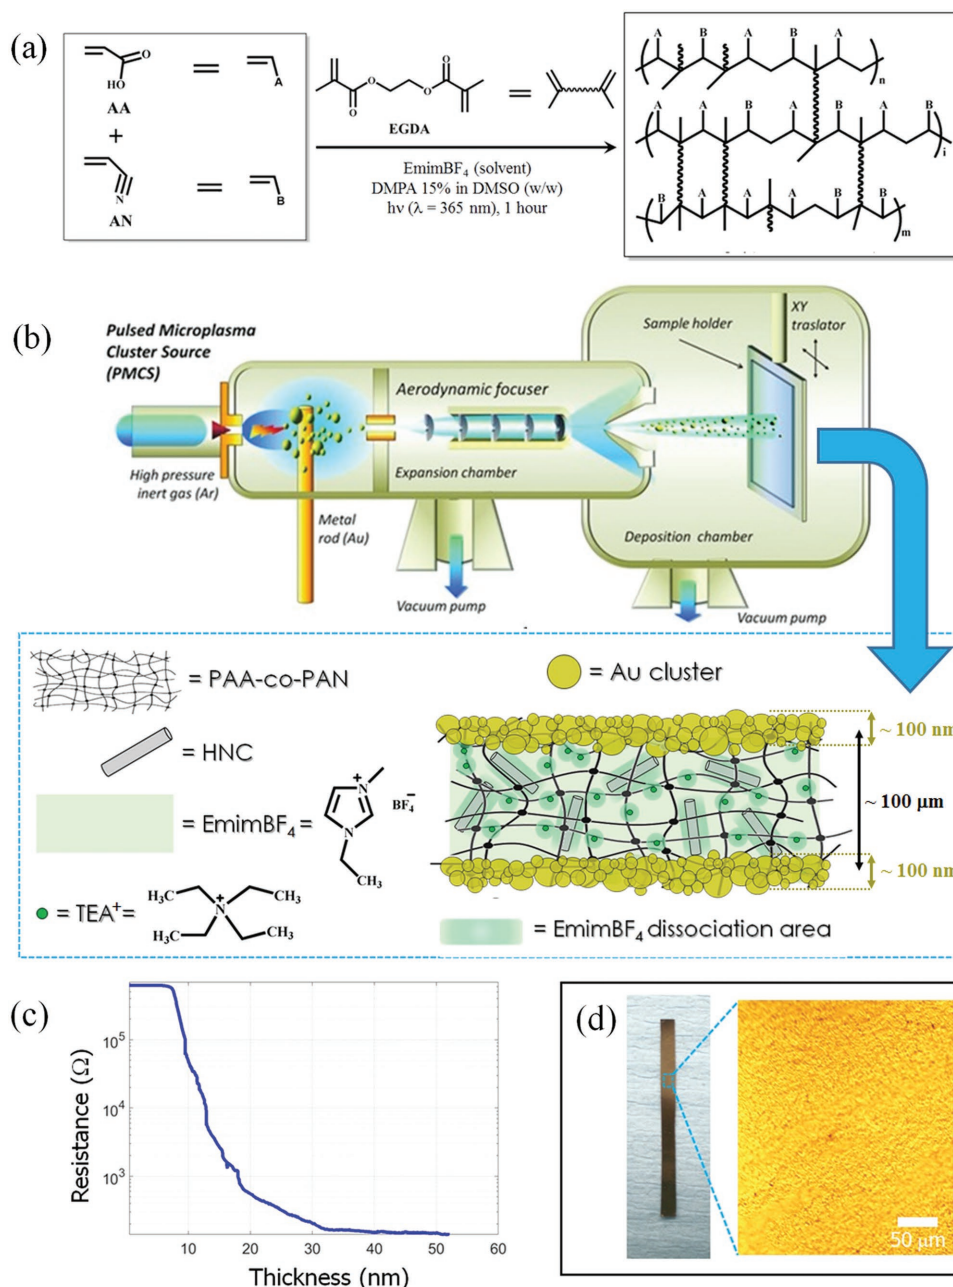 (a)
AA
+
AN
O
HO
N
=
A
=
B
O
O
O
O
EGDA
=
EmimBF4 (solvent)
DMPA 15% in DMSO (w/w)
hν (λ = 365 nm), 1 hour
A B A B A
n
A B A A B A B
i
B A A A B B
m
(b)
Pulsed Microplasma
Cluster Source
(PMCS)
High pressure
inert gas (Ar)
Metal
rod (Au)
Aerodynamic focuser
Expansion chamber
Vacuum pump
Sample holder
XY
traslator
Deposition chamber
Vacuum pump
= PAA-co-PAN
= HNC
= EmimBF4 =
N
+
N
CH3
BF4−
= TEA+=
H3C
CH3
N
+
H3C
CH3
= Au cluster
~ 100 nm
~ 100 μm
~ 100 nm
= EmimBF4 dissociation area
(c)
Resistance (Ω)
10^5
10^4
10^3
10 20 30 40 50 60
Thickness (nm)
(d)
50 μm